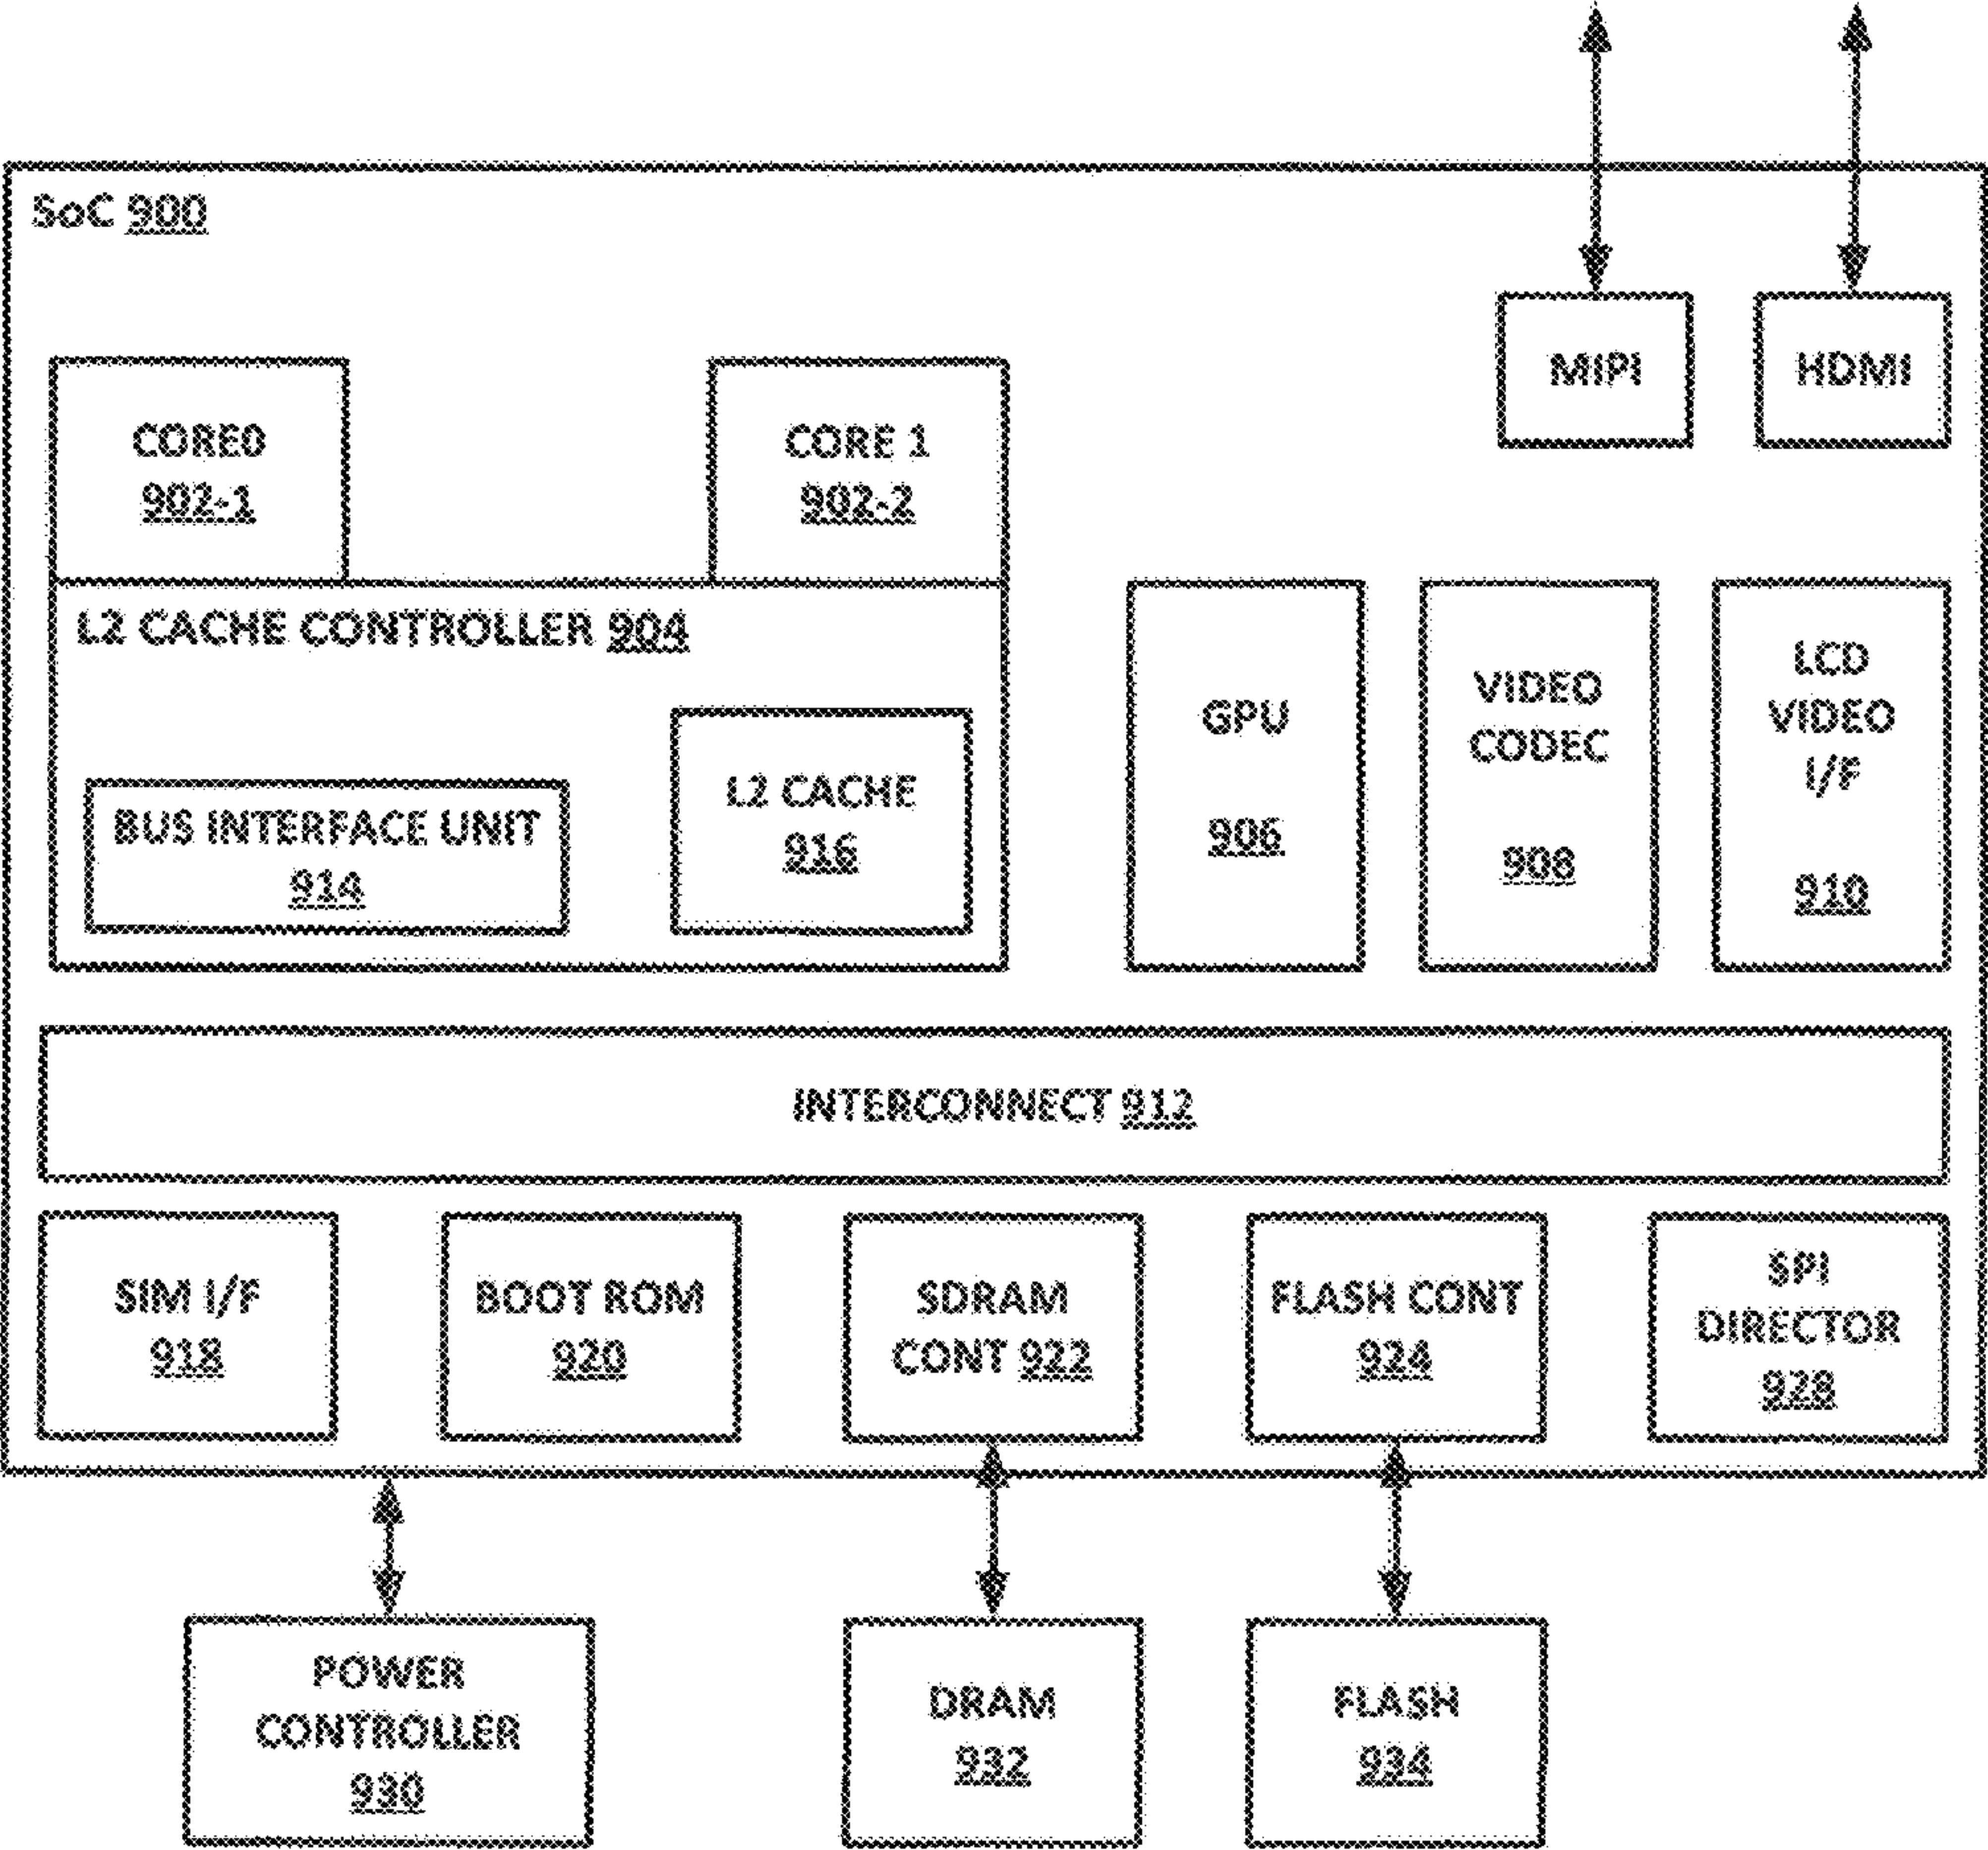 SoC 900
MIPI
HDMI
CORE0
902-1
CORE 1
902-2
L2 CACHE CONTROLLER 904
BUS INTERFACE UNIT
914
L2 CACHE
916
GPU
906
VIDEO
CODEC
908
LCD
VIDEO
I/F
910
INTERCONNECT 912
SIM I/F
918
BOOT ROM
920
SDRAM
CONT 922
FLASH CONT
924
SPI
DIRECTOR
928
POWER
CONTROLLER
930
DRAM
932
FLASH
934